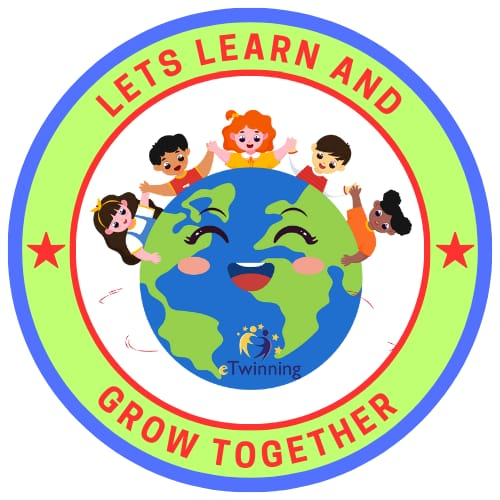 LETS LEARN AND
eTwinning
GROW TOGETHER